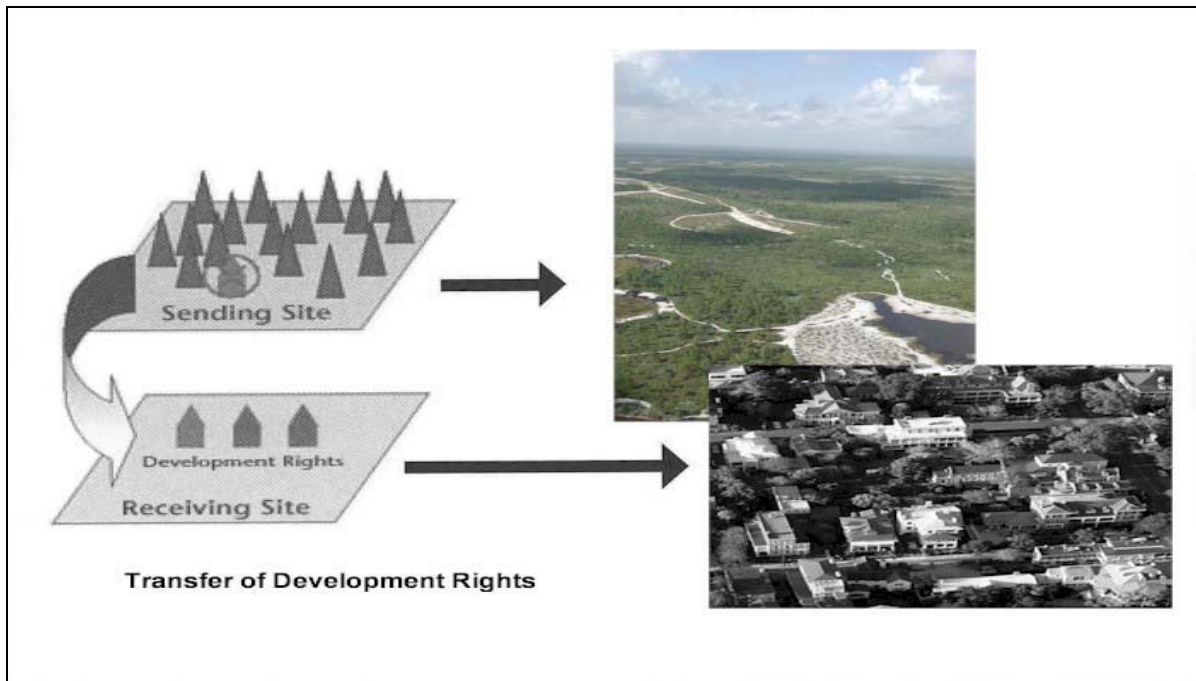 Sending Site
Development Rights
Receiving Site
Transfer of Development Rights